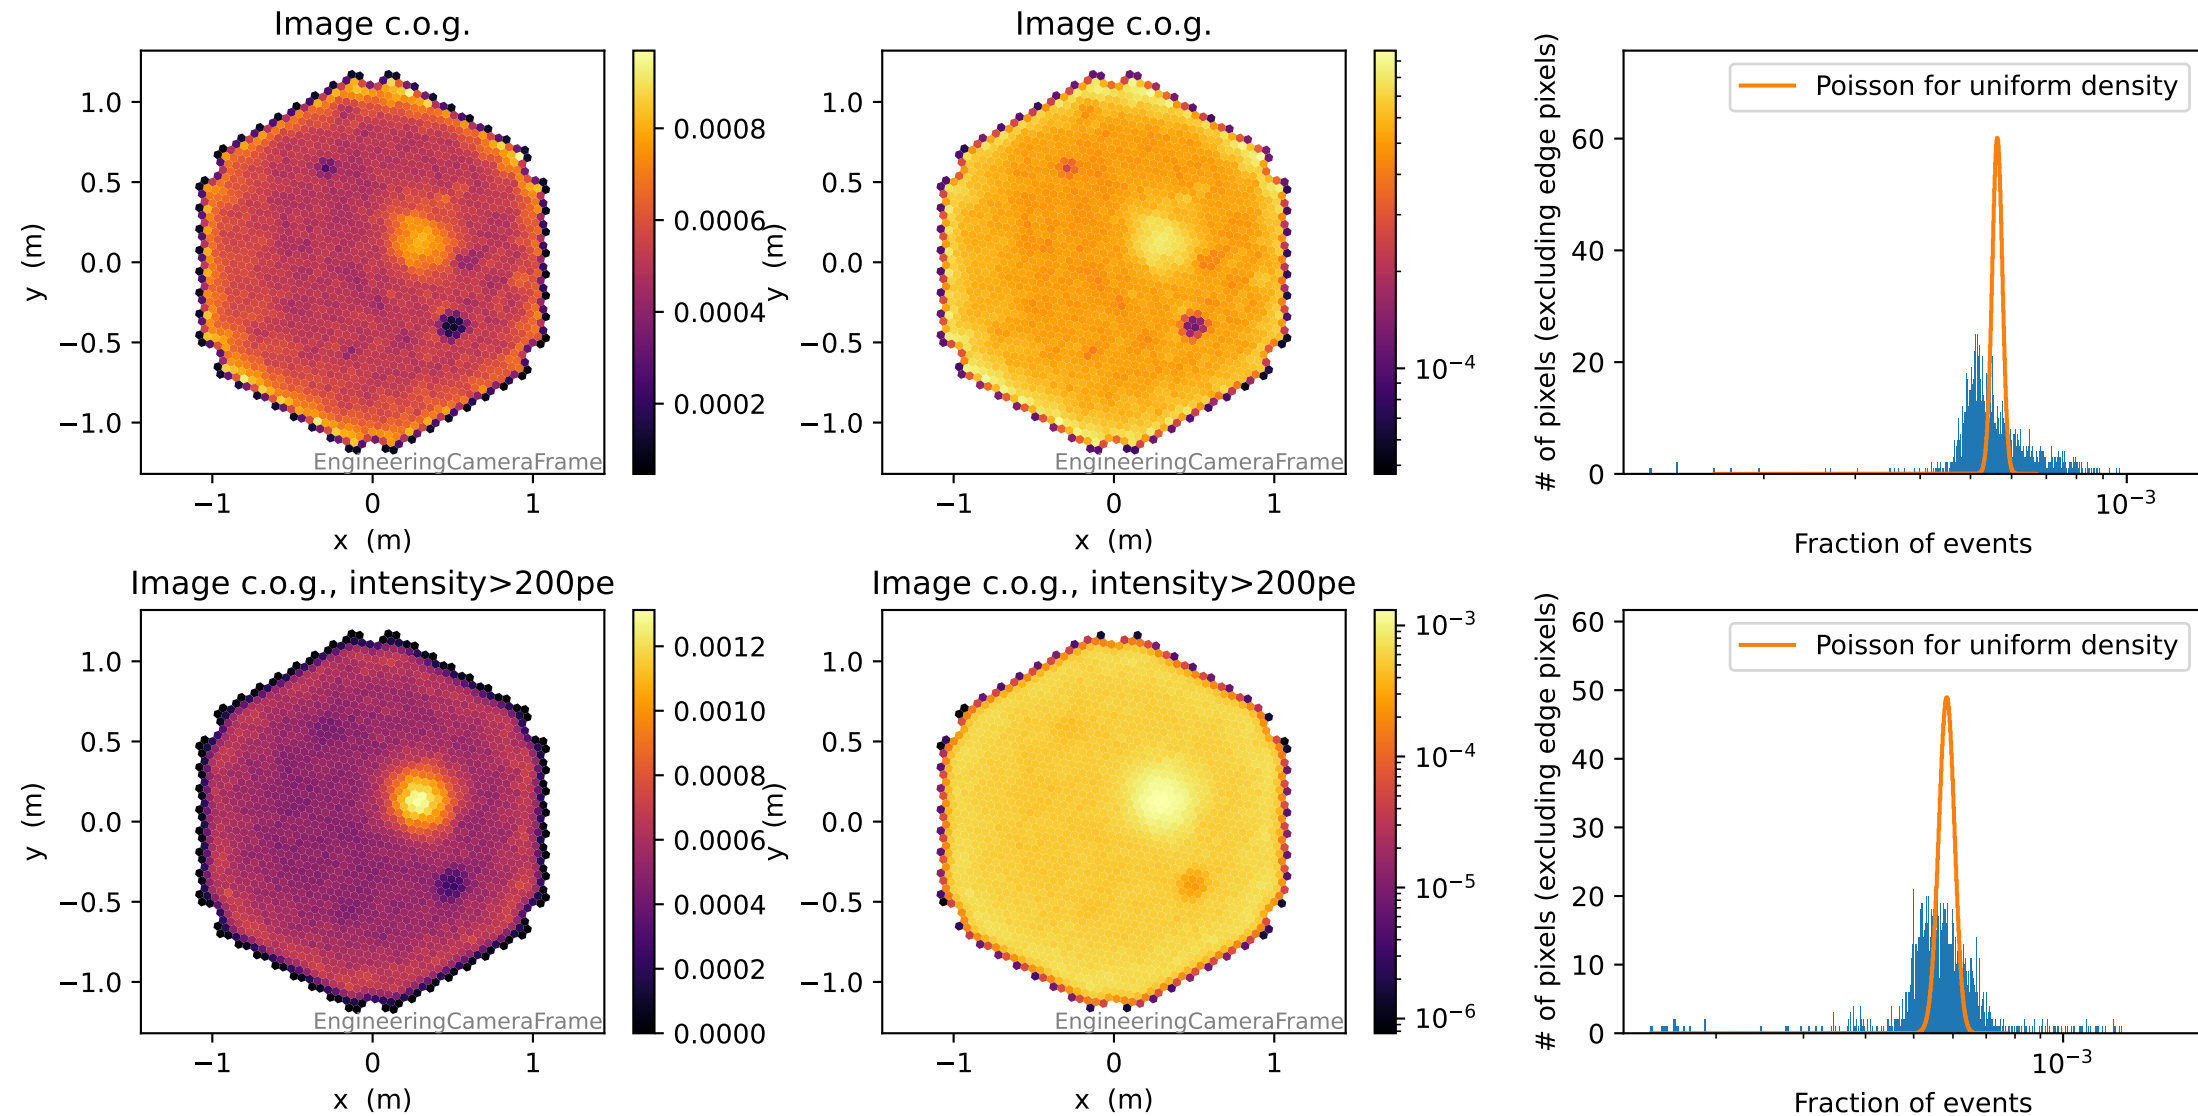 Image c.o.g.
y (m)
1.0
0.5
0.0
−0.5
−1.0
EngineeringCameraFrame
−1 0 1
x (m)
0.0008
0.0006
0.0004
0.0002
Image c.o.g.
y (m)
1.0
0.5
0.0
−0.5
−1.0
EngineeringCameraFrame
−1 0 1
x (m)
10⁻⁴
# of pixels (excluding edge pixels)
60
40
20
0
Poisson for uniform density
10⁻³
Fraction of events
Image c.o.g., intensity>200pe
y (m)
1.0
0.5
0.0
−0.5
−1.0
EngineeringCameraFrame
−1 0 1
x (m)
0.0012
0.0010
0.0008
0.0006
0.0004
0.0002
0.0000
Image c.o.g., intensity>200pe
y (m)
1.0
0.5
0.0
−0.5
−1.0
EngineeringCameraFrame
−1 0 1
x (m)
10⁻³
10⁻⁴
10⁻⁵
10⁻⁶
# of pixels (excluding edge pixels)
60
50
40
30
20
10
0
Poisson for uniform density
10⁻³
Fraction of events